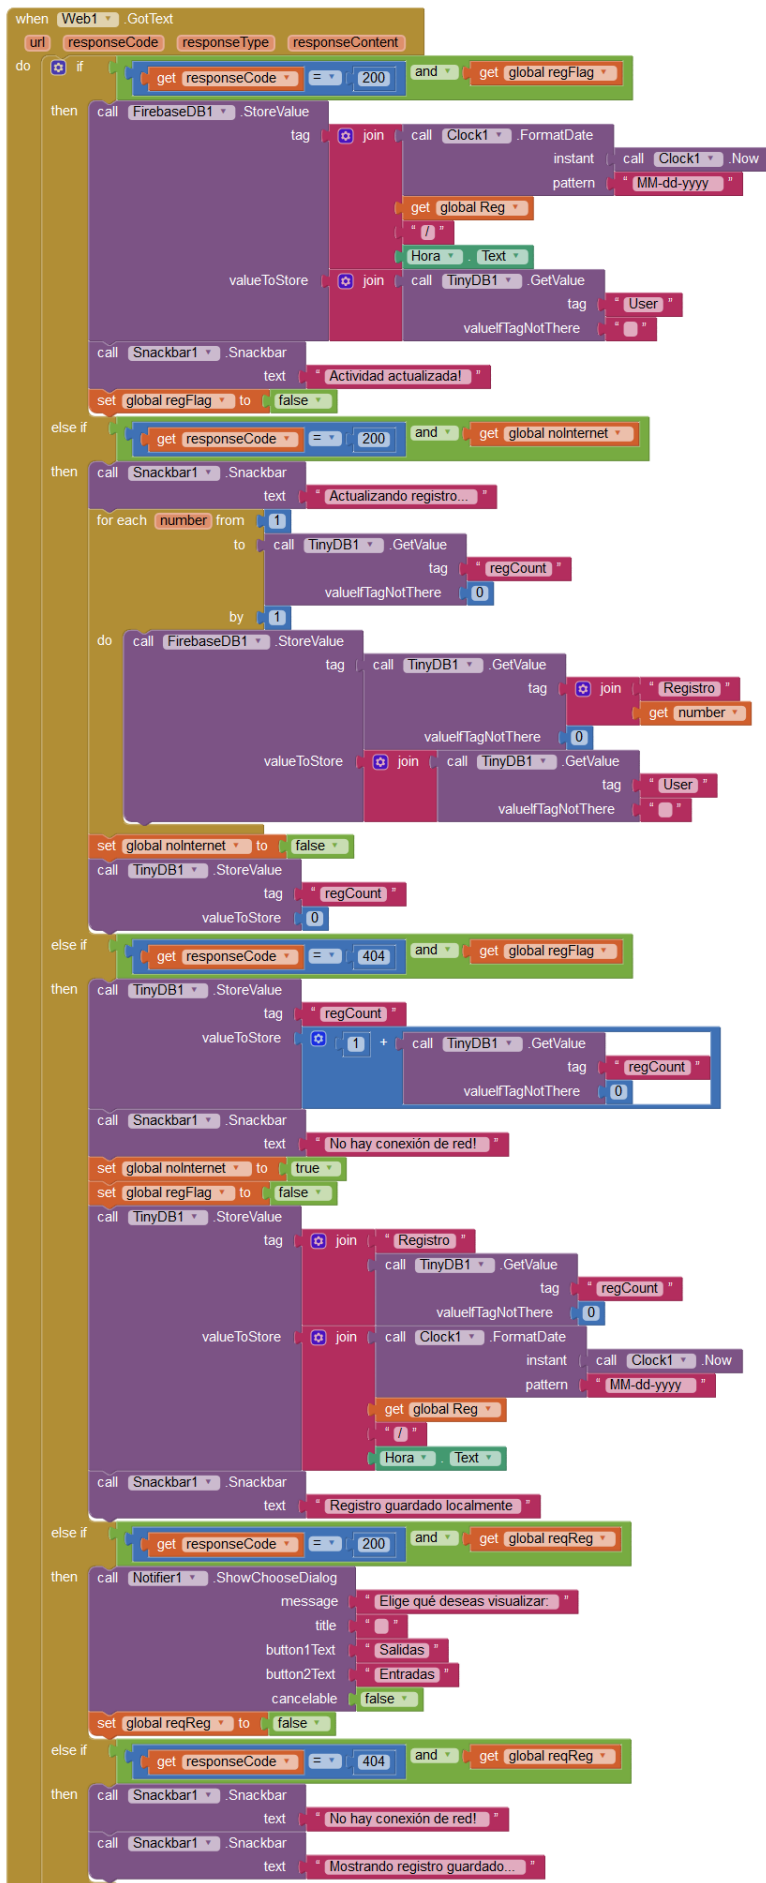 when Web1 .GotText
url responseCode responseType responseContent
do if get responseCode = 200 and get global regFlag
then call FirebaseDB1 .StoreValue
tag join call Clock1 .FormatDate
instant call Clock1 .Now
pattern " MM-dd-yyyy "
get global Reg
" / "
Hora . Text
valueToStore join call TinyDB1 .GetValue
tag " User "
valueIfTagNotThere " "
call Snackbar1 .Snackbar
text " Actividad actualizada! "
set global regFlag to false
else if get responseCode = 200 and get global noInternet
then call Snackbar1 .Snackbar
text " Actualizando registro... "
for each number from 1
to call TinyDB1 .GetValue
tag " regCount "
valueIfTagNotThere 0
by 1
do call FirebaseDB1 .StoreValue
tag call TinyDB1 .GetValue
tag join " Registro "
get number
valueIfTagNotThere 0
valueToStore join call TinyDB1 .GetValue
tag " User "
valueIfTagNotThere " "
set global noInternet to false
call TinyDB1 .StoreValue
tag " regCount "
valueToStore 0
else if get responseCode = 404 and get global regFlag
then call TinyDB1 .StoreValue
tag " regCount "
valueToStore 1 + call TinyDB1 .GetValue
tag " regCount "
valueIfTagNotThere 0
call Snackbar1 .Snackbar
text " No hay conexión de red! "
set global noInternet to true
set global regFlag to false
call TinyDB1 .StoreValue
tag join " Registro "
call TinyDB1 .GetValue
tag " regCount "
valueIfTagNotThere 0
valueToStore join call Clock1 .FormatDate
instant call Clock1 .Now
pattern " MM-dd-yyyy "
get global Reg
" / "
Hora . Text
call Snackbar1 .Snackbar
text " Registro guardado localmente "
else if get responseCode = 200 and get global reqReg
then call Notifier1 .ShowChooseDialog
message " Elige qué deseas visualizar: "
title " "
button1Text " Salidas "
button2Text " Entradas "
cancelable false
set global reqReg to false
else if get responseCode = 404 and get global reqReg
then call Snackbar1 .Snackbar
text " No hay conexión de red! "
call Snackbar1 .Snackbar
text " Mostrando registro guardado... "